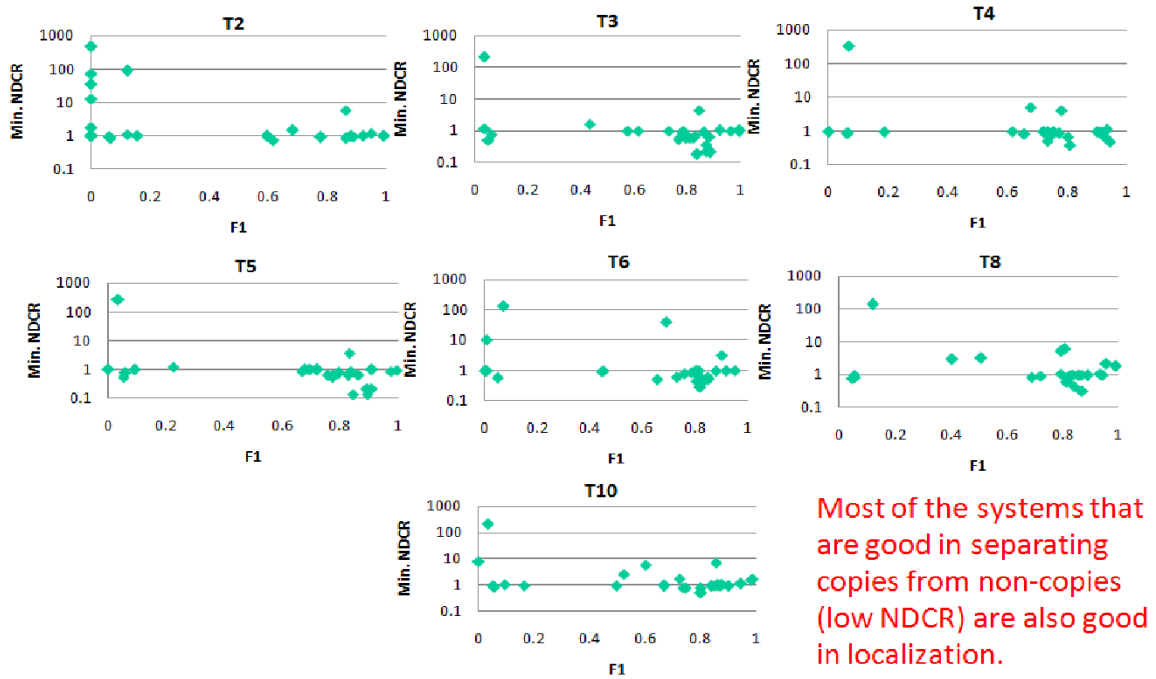 T2
1000
100
10
1
0.1
Min. NDCR
0 0.2 0.4 0.6 0.8 1
F1
T3
1000
100
10
1
0.1
Min. NDCR
0 0.2 0.4 0.6 0.8 1
F1
T4
1000
100
10
1
0.1
Min. NDCR
0 0.2 0.4 0.6 0.8 1
F1
T5
1000
100
10
1
0.1
Min. NDCR
0 0.2 0.4 0.6 0.8 1
F1
T6
1000
100
10
1
0.1
Min. NDCR
0 0.2 0.4 0.6 0.8 1
F1
T8
1000
100
10
1
0.1
Min. NDCR
0 0.2 0.4 0.6 0.8 1
F1
T10
1000
100
10
1
0.1
Min. NDCR
0 0.2 0.4 0.6 0.8 1
F1
Most of the systems that
are good in separating
copies from non-copies
(low NDCR) are also good
in localization.